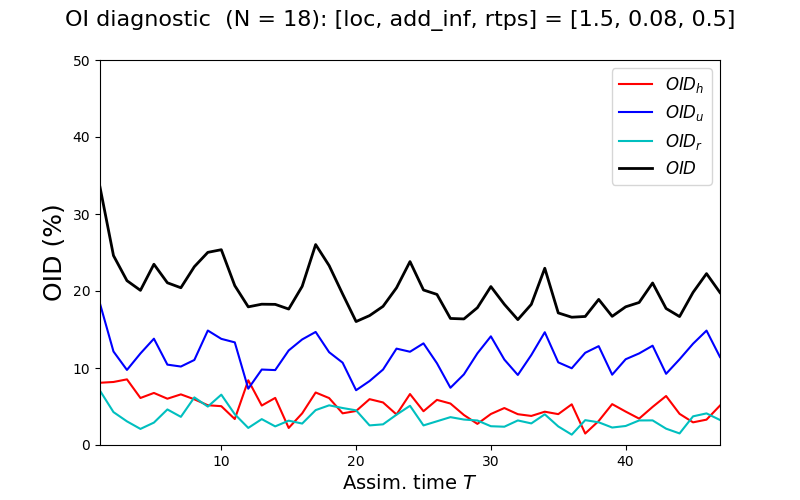 OI diagnostic (N = 18): [loc, add_inf, rtps] = [1.5, 0.08, 0.5]
50
40
30
20
10
0
OID (%)
OID_h
OID_u
OID_r
OID
10 20 30 40
Assim. time T